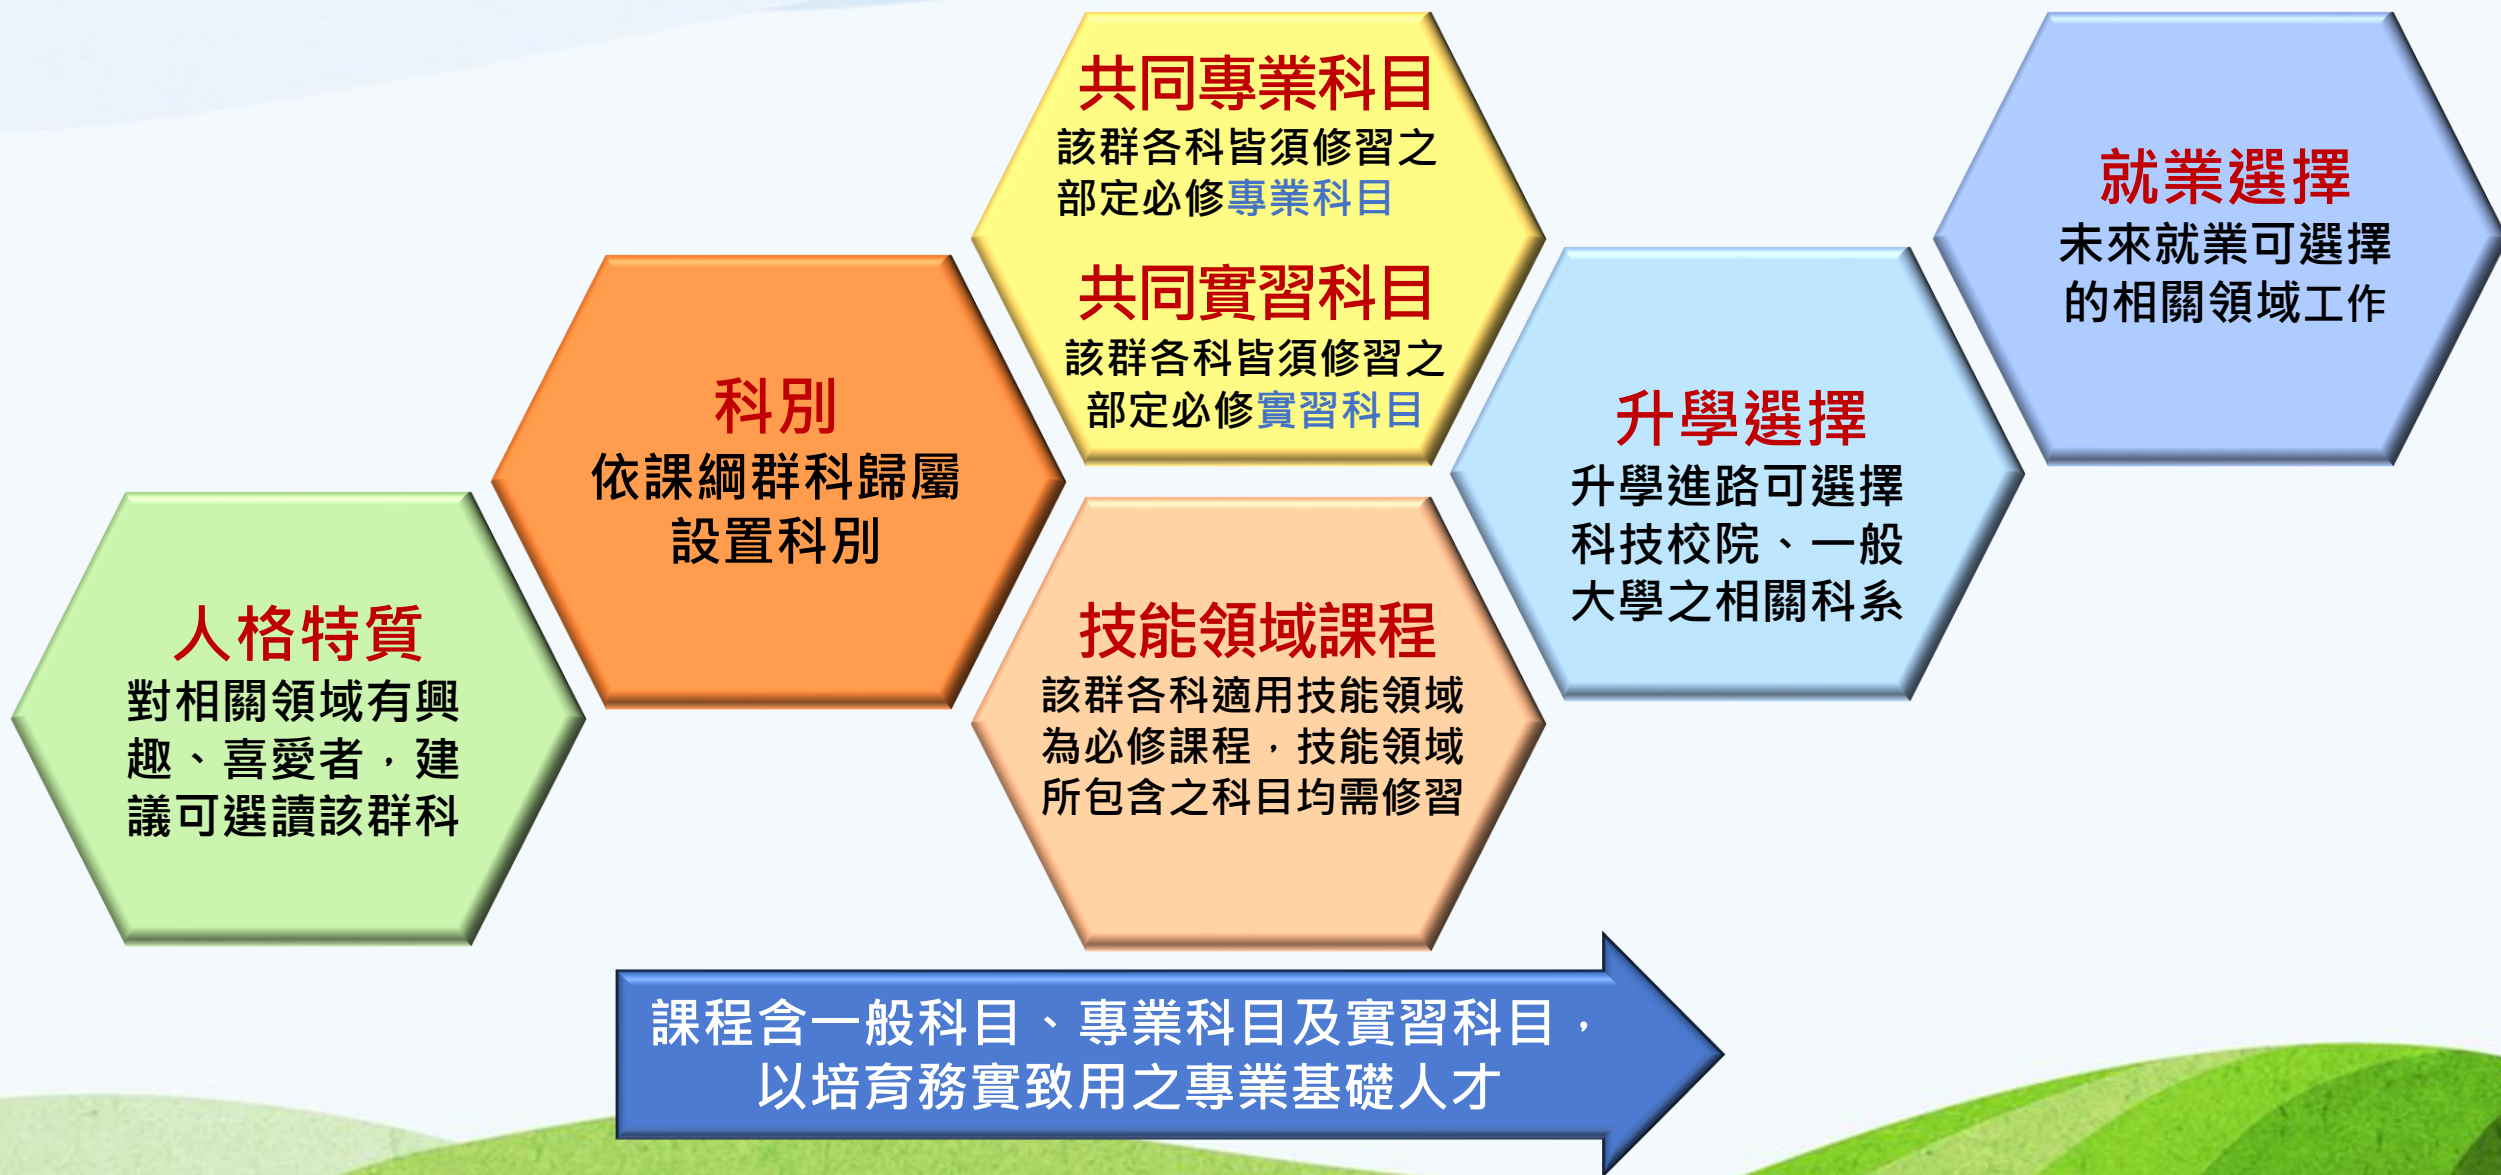 人格特質
對相關領域有興
趣、喜愛者，建
議可選讀該群科
科別
依課綱群科歸屬
設置科別
共同專業科目
該群各科皆須修習之
部定必修專業科目
共同實習科目
該群各科皆須修習之
部定必修實習科目
技能領域課程
該群各科適用技能領域
為必修課程，技能領域
所包含之科目均需修習
升學選擇
升學進路可選擇
科技校院、一般
大學之相關科系
就業選擇
未來就業可選擇
的相關領域工作
課程含一般科目、專業科目及實習科目，
以培育務實致用之專業基礎人才